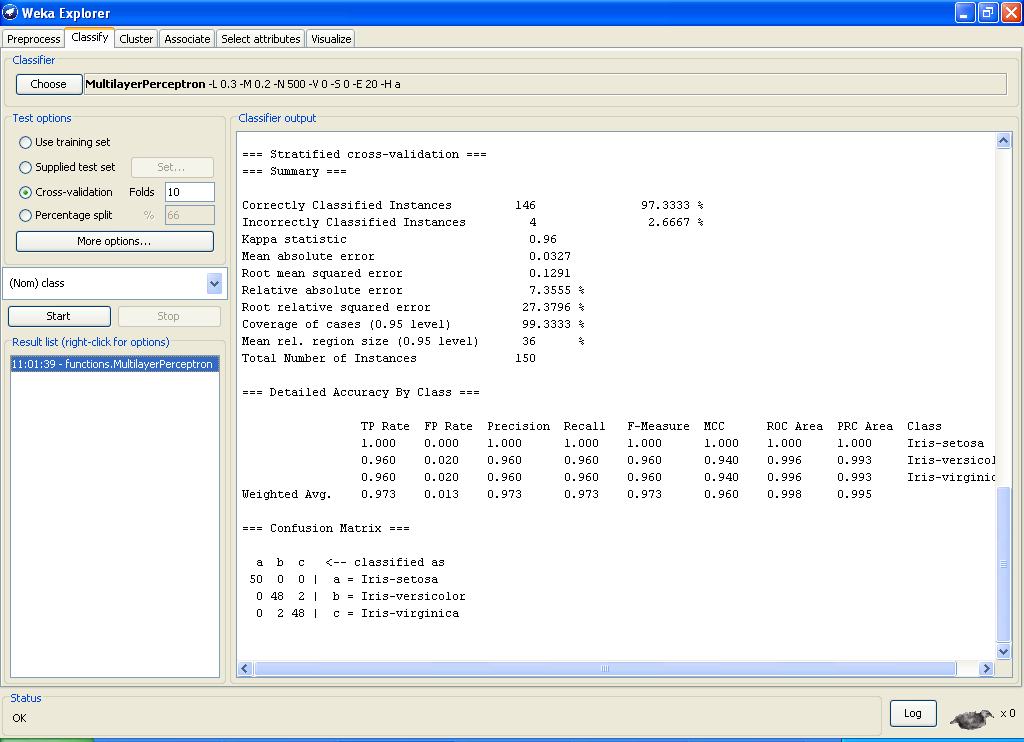 Weka Explorer
Preprocess Classify Cluster Associate Select attributes Visualize
Classifier
Choose MultilayerPerceptron -L 0.3 -M 0.2 -N 500 -V 0 -S 0 -E 20 -H a
Test options
Use training set
Supplied test set Set...
Cross-validation Folds 10
Percentage split % 66
More options...
(Nom) class
Start Stop
Result list (right-click for options)
11:01:39 - functions.MultilayerPerceptron
Classifier output
=== Stratified cross-validation ===
=== Summary ===
Correctly Classified Instances 146 97.3333 %
Incorrectly Classified Instances 4 2.6667 %
Kappa statistic 0.96
Mean absolute error 0.0327
Root mean squared error 0.1291
Relative absolute error 7.3555 %
Root relative squared error 27.3796 %
Coverage of cases (0.95 level) 99.3333 %
Mean rel. region size (0.95 level) 36 %
Total Number of Instances 150
=== Detailed Accuracy By Class ===
TP Rate FP Rate Precision Recall F-Measure MCC ROC Area PRC Area Class
1.000 0.000 1.000 1.000 1.000 1.000 1.000 1.000 Iris-setosa
0.960 0.020 0.960 0.960 0.960 0.940 0.996 0.993 Iris-versicol
0.960 0.020 0.960 0.960 0.960 0.940 0.996 0.993 Iris-virginic
Weighted Avg. 0.973 0.013 0.973 0.973 0.973 0.960 0.998 0.995
=== Confusion Matrix ===
a b c <-- classified as
50 0 0 | a = Iris-setosa
0 48 2 | b = Iris-versicolor
0 2 48 | c = Iris-virginica
Status
OK
Log x 0